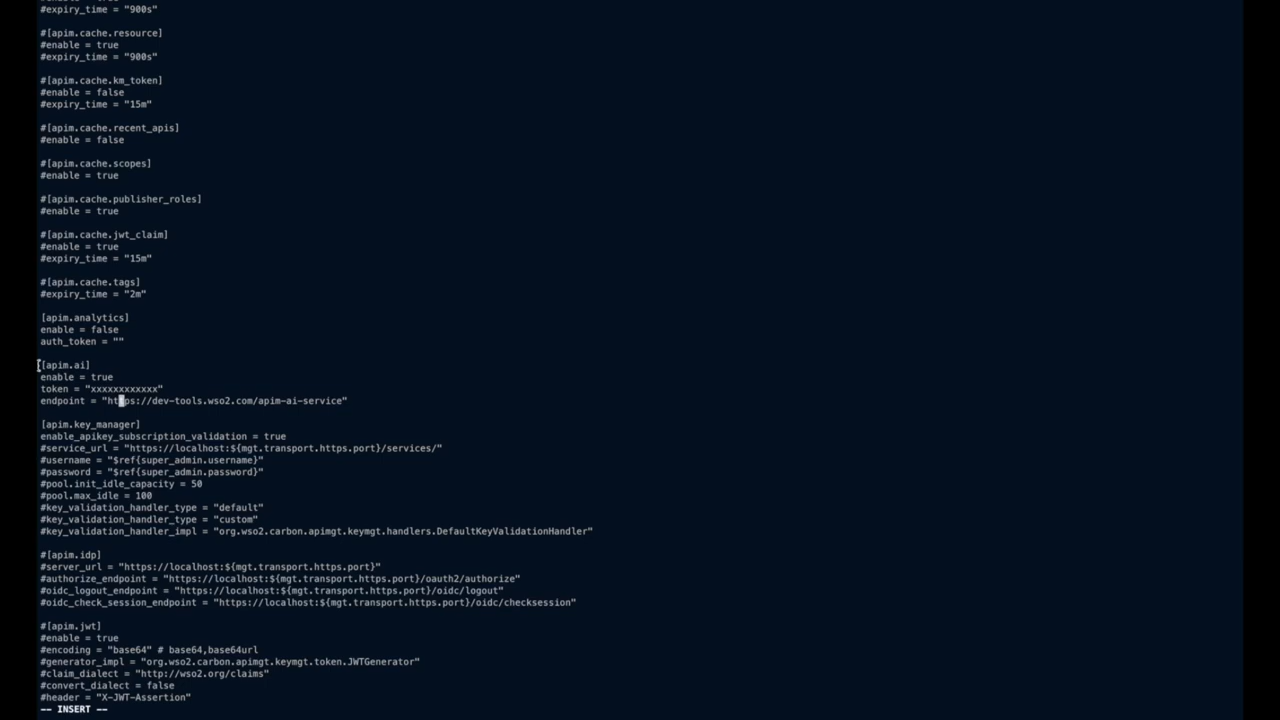 #expiry_time = "900s"
#[apim.cache.resource]
#enable = true
#expiry_time = "900s"
#[apim.cache.km_token]
#enable = false
#expiry_time = "15m"
#[apim.cache.recent_apis]
#enable = false
#[apim.cache.scopes]
#enable = true
#[apim.cache.publisher_roles]
#enable = true
#[apim.cache.jwt_claim]
#enable = true
#expiry_time = "15m"
#[apim.cache.tags]
#expiry_time = "2m"
[apim.analytics]
enable = false
auth_token = ""
[apim.ai]
enable = true
token = "xxxxxxxxxxxx"
endpoint = "https://dev-tools.wso2.com/apim-ai-service"
[apim.key_manager]
enable_apikey_subscription_validation = true
#service_url = "https://localhost:${mgt.transport.https.port}/services/"
#username = "$ref{super_admin.username}"
#password = "$ref{super_admin.password}"
#pool.init_idle_capacity = 50
#pool.max_idle = 100
#key_validation_handler_type = "default"
#key_validation_handler_type = "custom"
#key_validation_handler_impl = "org.wso2.carbon.apimgt.keymgt.handlers.DefaultKeyValidationHandler"
#[apim.idp]
#server_url = "https://localhost:${mgt.transport.https.port}"
#authorize_endpoint = "https://localhost:${mgt.transport.https.port}/oauth2/authorize"
#oidc_logout_endpoint = "https://localhost:${mgt.transport.https.port}/oidc/logout"
#oidc_check_session_endpoint = "https://localhost:${mgt.transport.https.port}/oidc/checksession"
#[apim.jwt]
#enable = true
#encoding = "base64" # base64,base64url
#generator_impl = "org.wso2.carbon.apimgt.keymgt.token.JWTGenerator"
#claim_dialect = "http://wso2.org/claims"
#convert_dialect = false
#header = "X-JWT-Assertion"
-- INSERT --